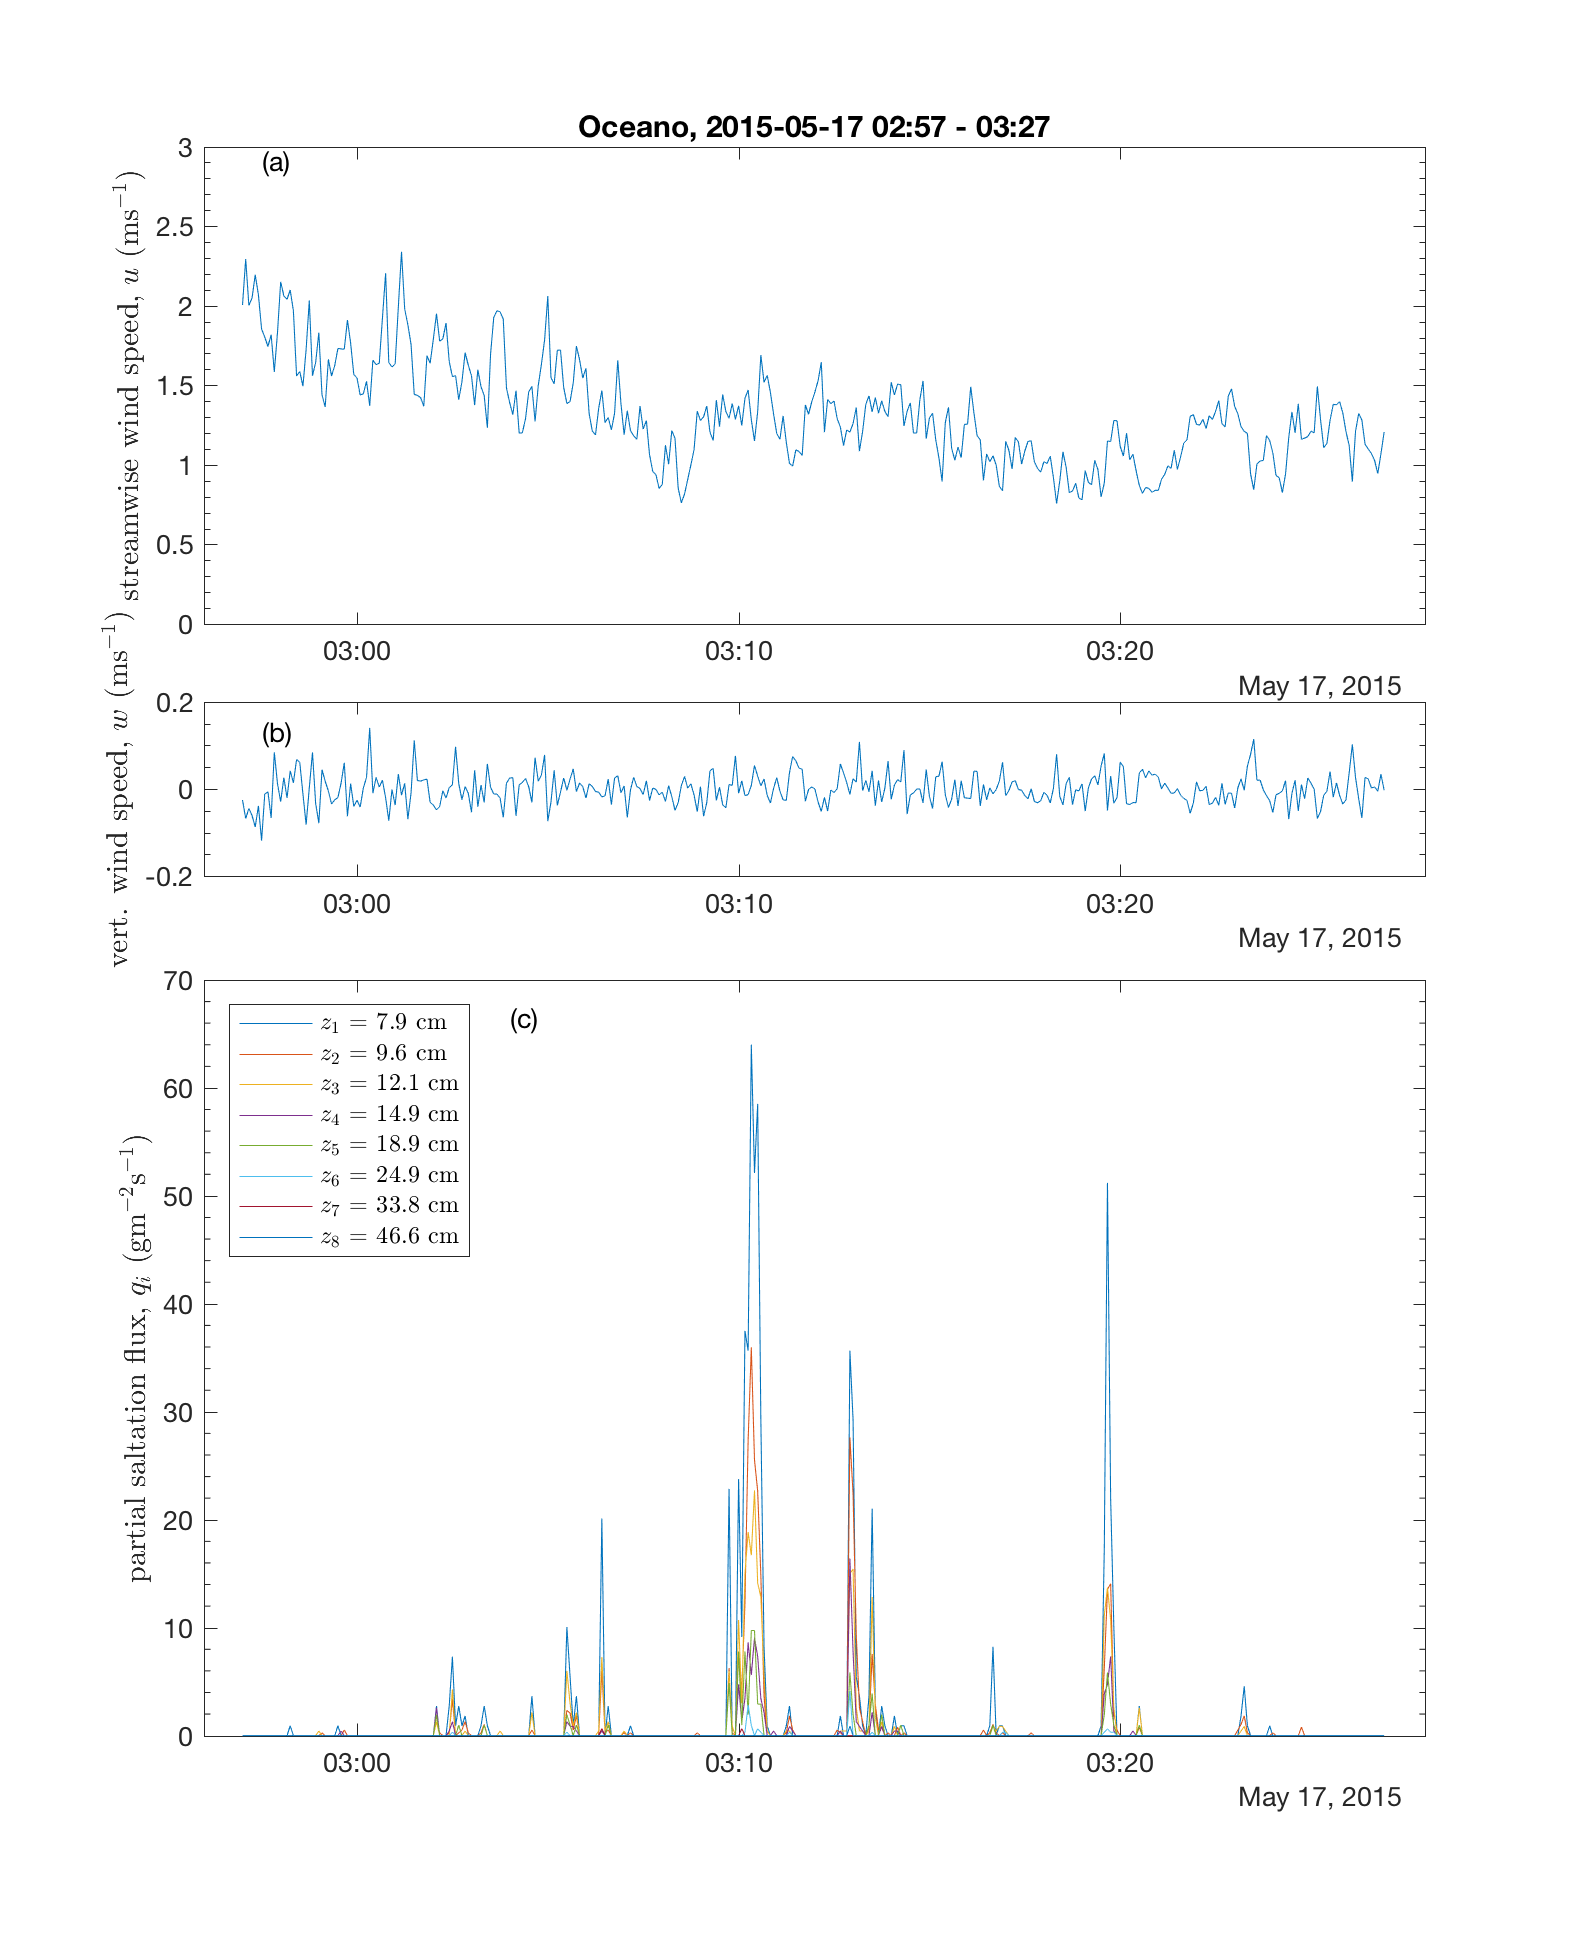 Oceano, 2015-05-17 02:57 - 03:27
(a)
streamwise wind speed, u (ms⁻¹)
3
2.5
2
1.5
1
0.5
0
03:00 03:10 03:20
May 17, 2015
(b)
vert. wind speed, w (ms⁻¹)
0.2
0
-0.2
03:00 03:10 03:20
May 17, 2015
(c)
partial saltation flux, qᵢ (gm⁻²s⁻¹)
70
60
50
40
30
20
10
0
z₁ = 7.9 cm
z₂ = 9.6 cm
z₃ = 12.1 cm
z₄ = 14.9 cm
z₅ = 18.9 cm
z₆ = 24.9 cm
z₇ = 33.8 cm
z₈ = 46.6 cm
03:00 03:10 03:20
May 17, 2015